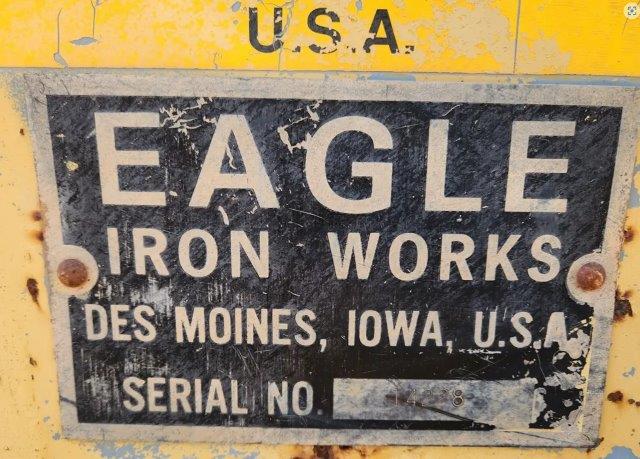 U.S.A.
EAGLE
IRON WORKS
DES MOINES, IOWA, U.S.A.
SERIAL NO.